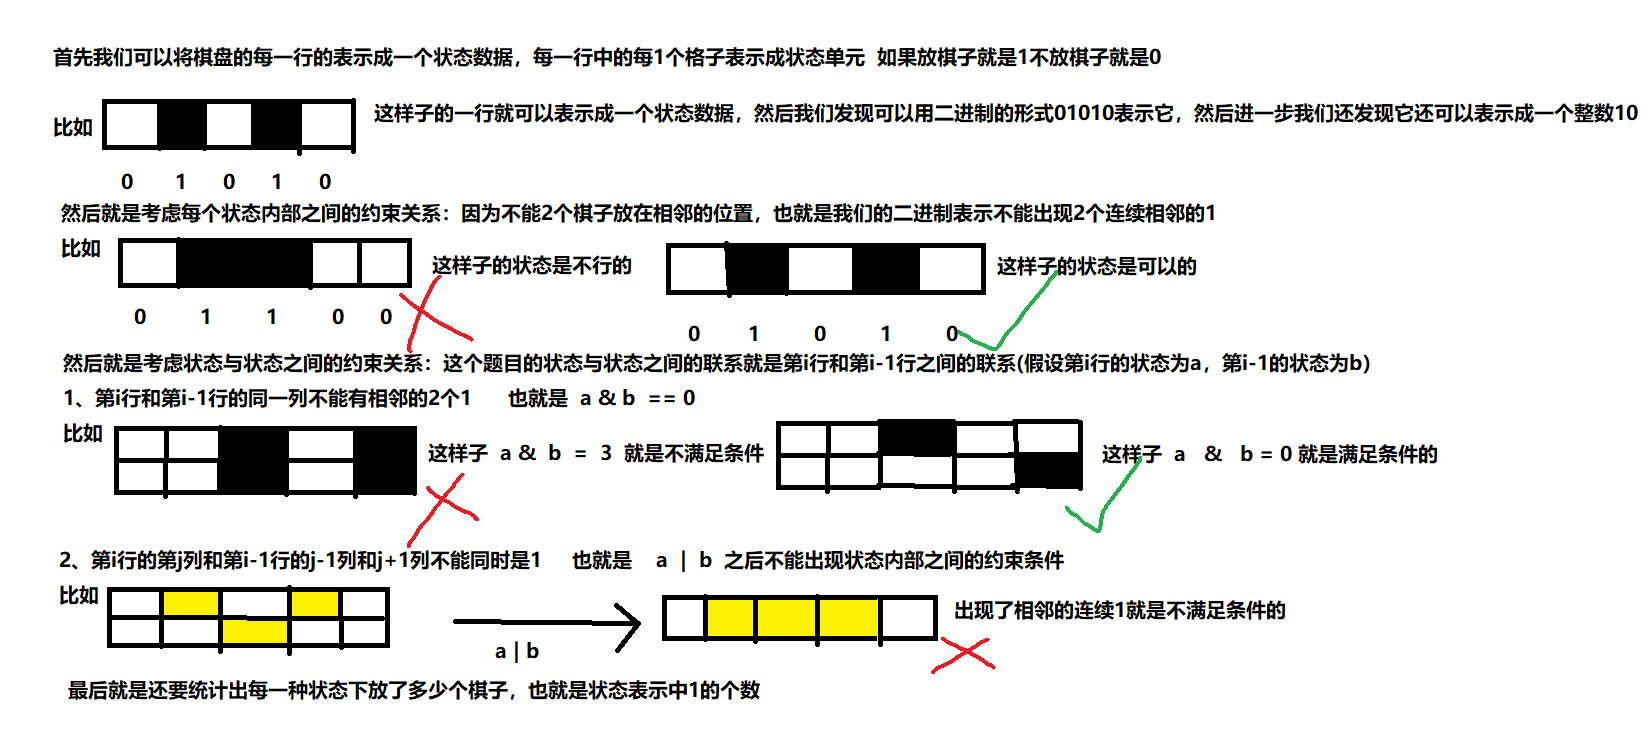 首先我们可以将棋盘的每一行的表示成一个状态数据，每一行中的每1个格子表示成状态单元  如果放棋子就是1不放棋子就是0
比如
这样子的一行就可以表示成一个状态数据，然后我们发现可以用二进制的形式01010表示它，然后进一步我们还发现它还可以表示成一个整数10
0 1 0 1 0
然后就是考虑每个状态内部之间的约束关系：因为不能2个棋子放在相邻的位置，也就是我们的二进制表示不能出现2个连续相邻的1
比如
这样子的状态是不行的
这样子的状态是可以的
0 1 1 0 0
0 1 0 1 0
然后就是考虑状态与状态之间的约束关系：这个题目的状态与状态之间的联系就是第i行和第i-1行之间的联系(假设第i行的状态为a，第i-1的状态为b)
1、第i行和第i-1行的同一列不能有相邻的2个1   也就是  a & b  == 0
比如
这样子  a &  b  =  3  就是不满足条件
这样子  a   &   b = 0 就是满足条件的
2、第i行的第j列和第i-1行的j-1列和j+1列不能同时是1   也就是   a  |  b  之后不能出现状态内部之间的约束条件
比如
a | b
出现了相邻的连续1就是不满足条件的
最后就是还要统计出每一种状态下放了多少个棋子，也就是状态表示中1的个数